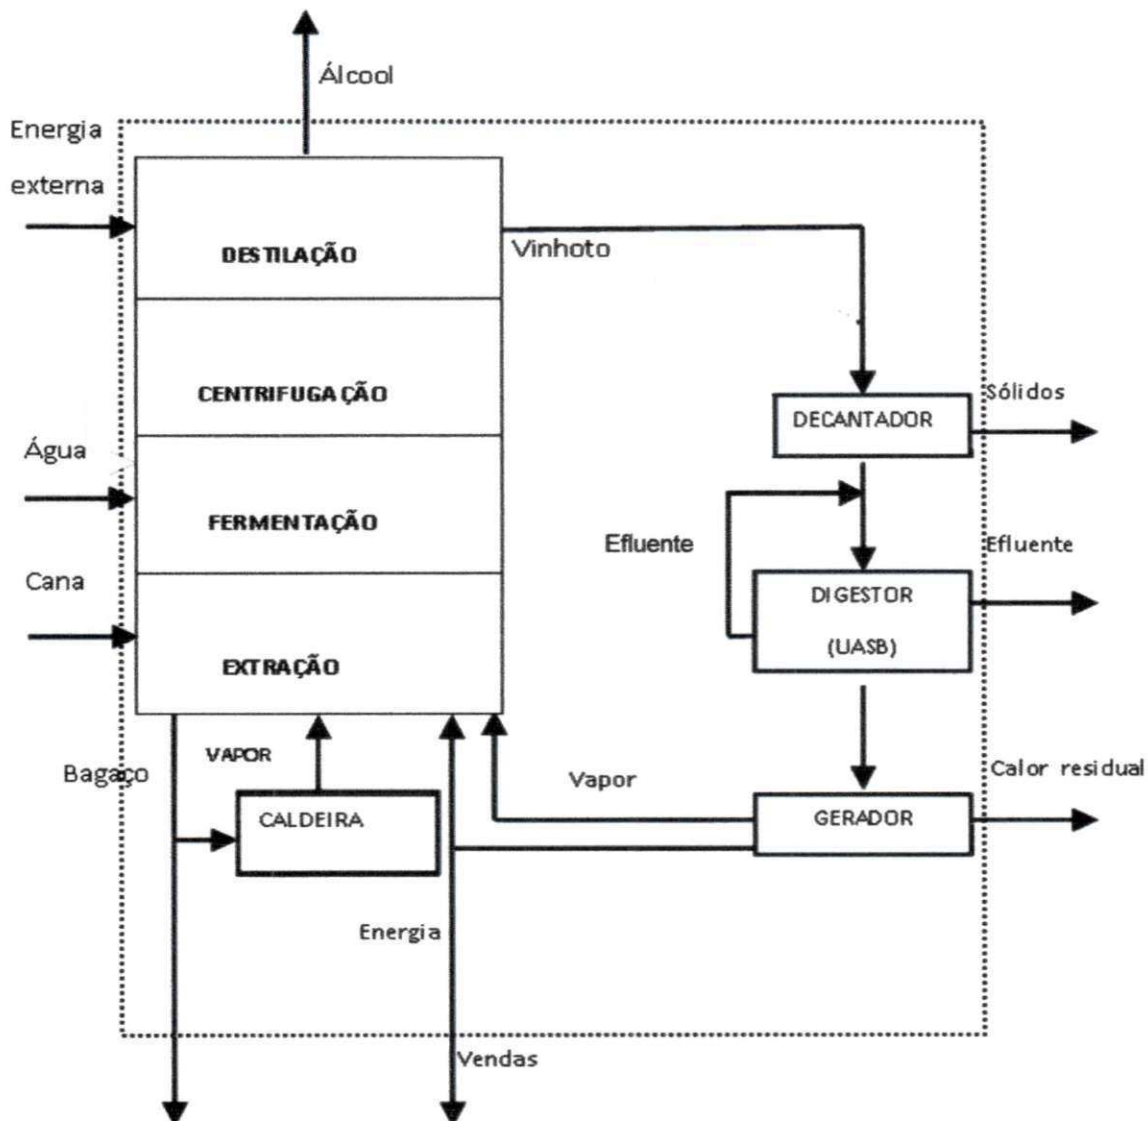 Álcool
Energia
externa
DESTILAÇÃO
Vinhoto
CENTRIFUGAÇÃO
Sólidos
DECANTADOR
Água
FERMENTAÇÃO
Efluente
Efluente
Cana
DIGESTOR
(UASB)
EXTRAÇÃO
VAPOR
Bagaço
Vapor
Calor residual
CALDEIRA
GERADOR
Energia
Vendas